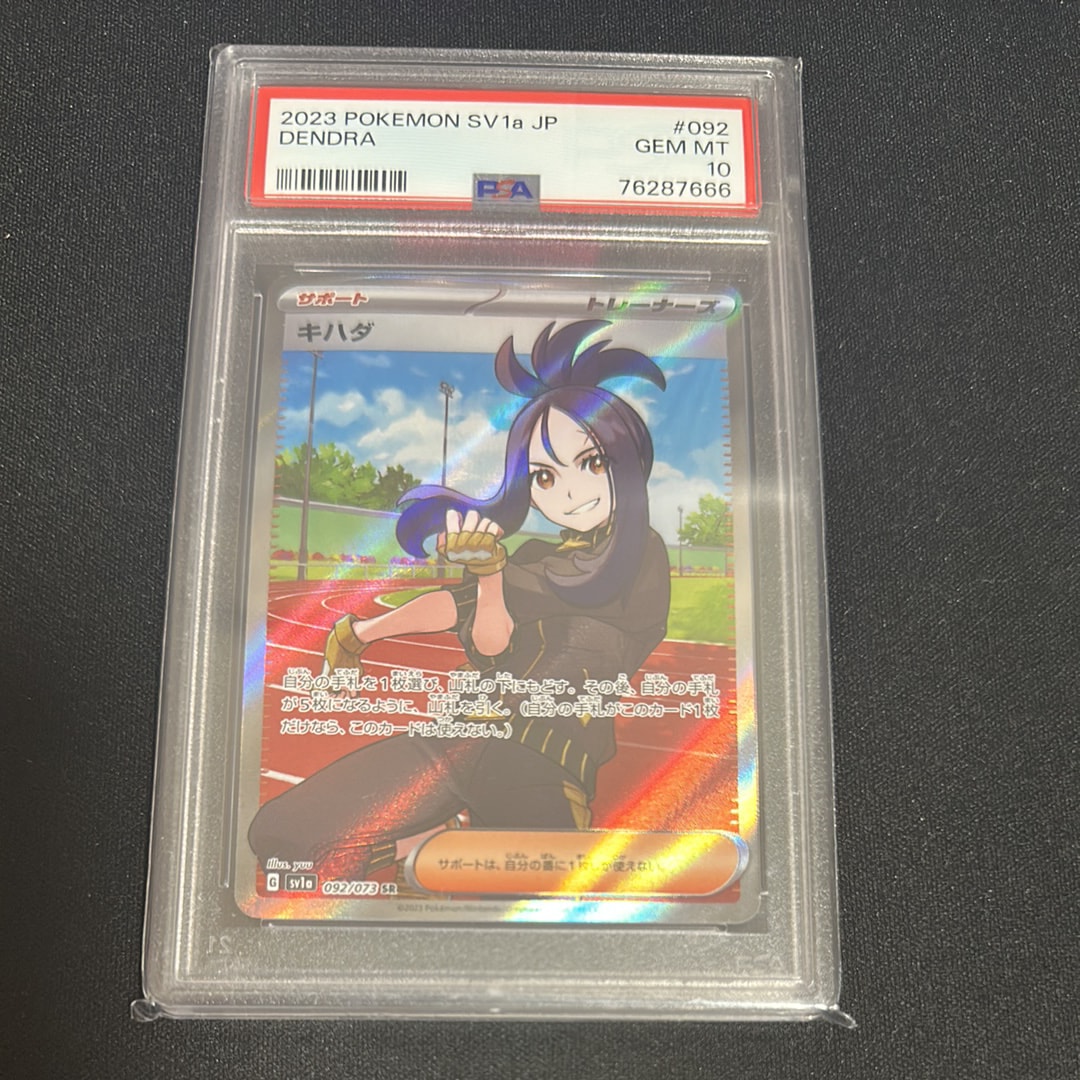 2023 POKEMON SV1a JP #092
DENDRA GEM MT
10
PSA 76287666
サポート トレーナーズ
キハダ
自分の手札を1枚選び、山札の下にもどす。その後、自分の手札
が5枚になるように、山札を引く。(自分の手札がこのカード1枚
だけなら、このカードは使えない。)
Illus. yuu
サポートは、自分の番に1枚しか使えない。
G sv1a 092/073 SR
©2023 Pokémon/Nintendo